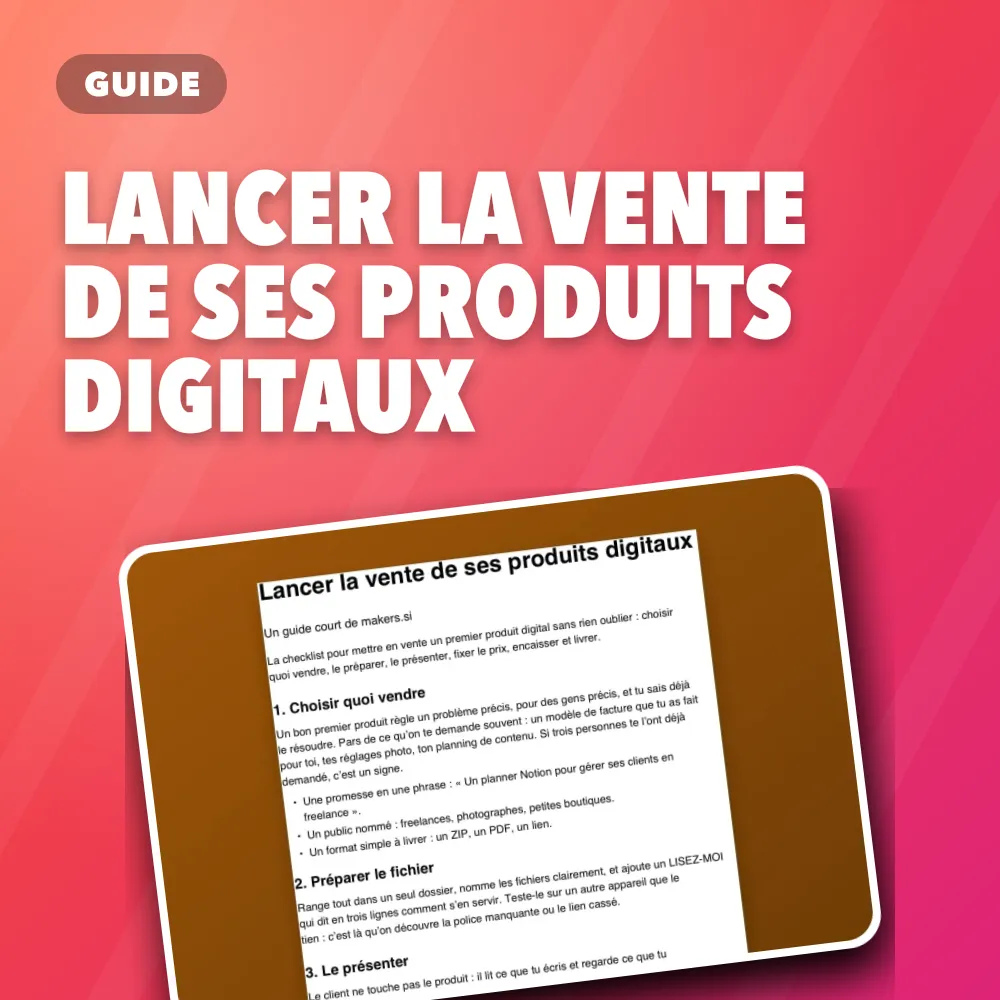 GUIDE
LANCER LA VENTE
DE SES PRODUITS
DIGITAUX
Lancer la vente de ses produits digitaux
Un guide court de makers.si
La checklist pour mettre en vente un premier produit digital sans rien oublier : choisir
quoi vendre, le préparer, le présenter, fixer le prix, encaisser et livrer.
1. Choisir quoi vendre
Un bon premier produit règle un problème précis, pour des gens précis, et tu sais déjà
le résoudre. Pars de ce qu’on te demande souvent : un modèle de facture que tu as fait
pour toi, tes réglages photo, ton planning de contenu. Si trois personnes te l’ont déjà
demandé, c’est un signe.
• Une promesse en une phrase : « Un planner Notion pour gérer ses clients en
freelance ».
• Un public nommé : freelances, photographes, petites boutiques.
• Un format simple à livrer : un ZIP, un PDF, un lien.
2. Préparer le fichier
Range tout dans un seul dossier, nomme les fichiers clairement, et ajoute un LISEZ-MOI
qui dit en trois lignes comment s’en servir. Teste-le sur un autre appareil que le
tien : c’est là qu’on découvre la police manquante ou le lien cassé.
3. Le présenter
Le client ne touche pas le produit : il lit ce que tu écris et regarde ce que tu